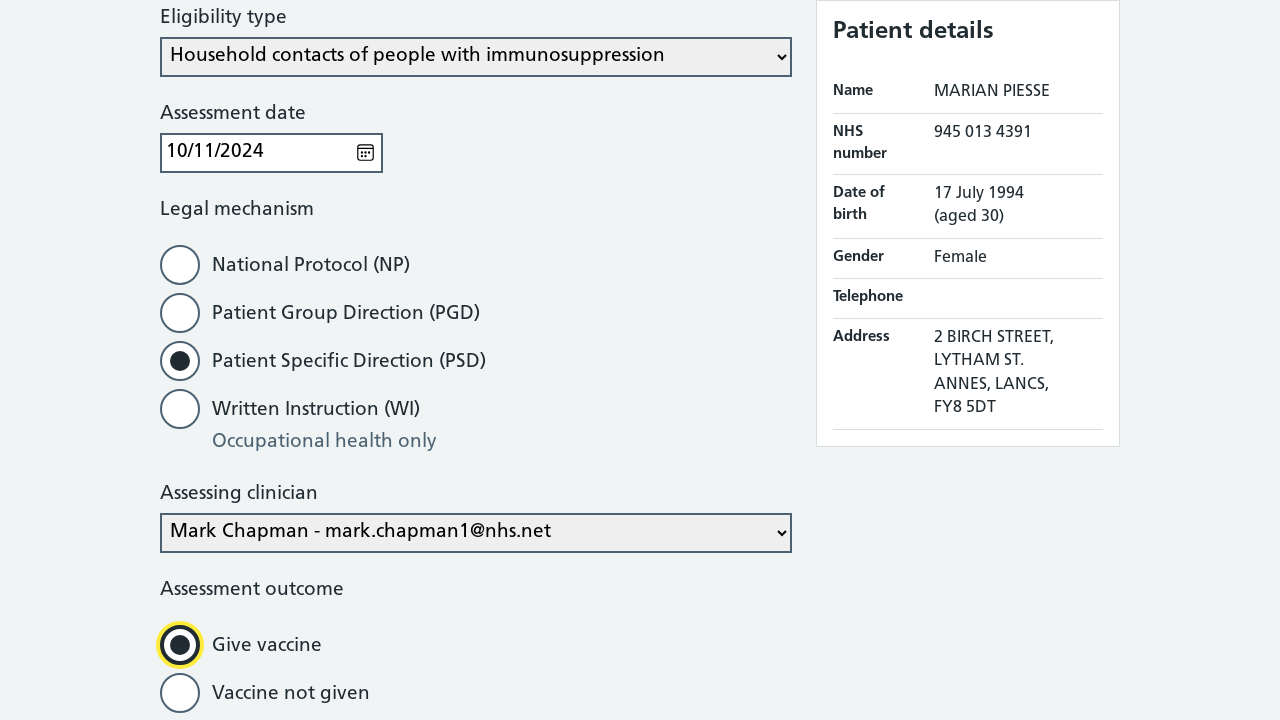 Eligibility type
Household contacts of people with immunosuppression
Assessment date
10/11/2024
Legal mechanism
National Protocol (NP)
Patient Group Direction (PGD)
Patient Specific Direction (PSD)
Written Instruction (WI)
Occupational health only
Assessing clinician
Mark Chapman - mark.chapman1@nhs.net
Assessment outcome
Give vaccine
Vaccine not given
Patient details
Name MARIAN PIESSE
NHS number 945 013 4391
Date of birth 17 July 1994
(aged 30)
Gender Female
Telephone
Address 2 BIRCH STREET,
LYTHAM ST.
ANNES, LANCS,
FY8 5DT